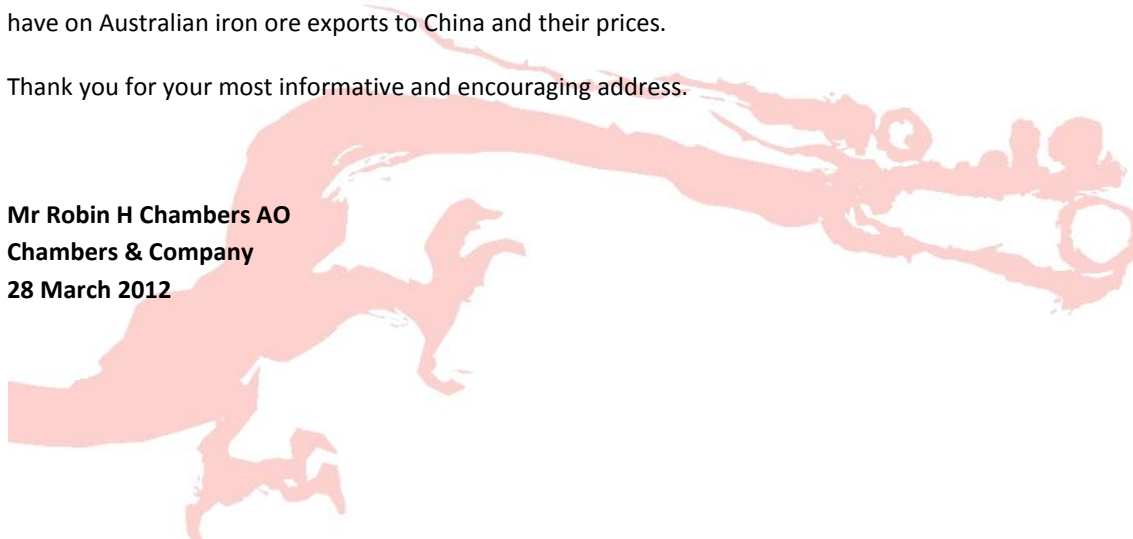 have on Australian iron ore exports to China and their prices.
Thank you for your most informative and encouraging address.
Mr Robin H Chambers AO
Chambers & Company
28 March 2012